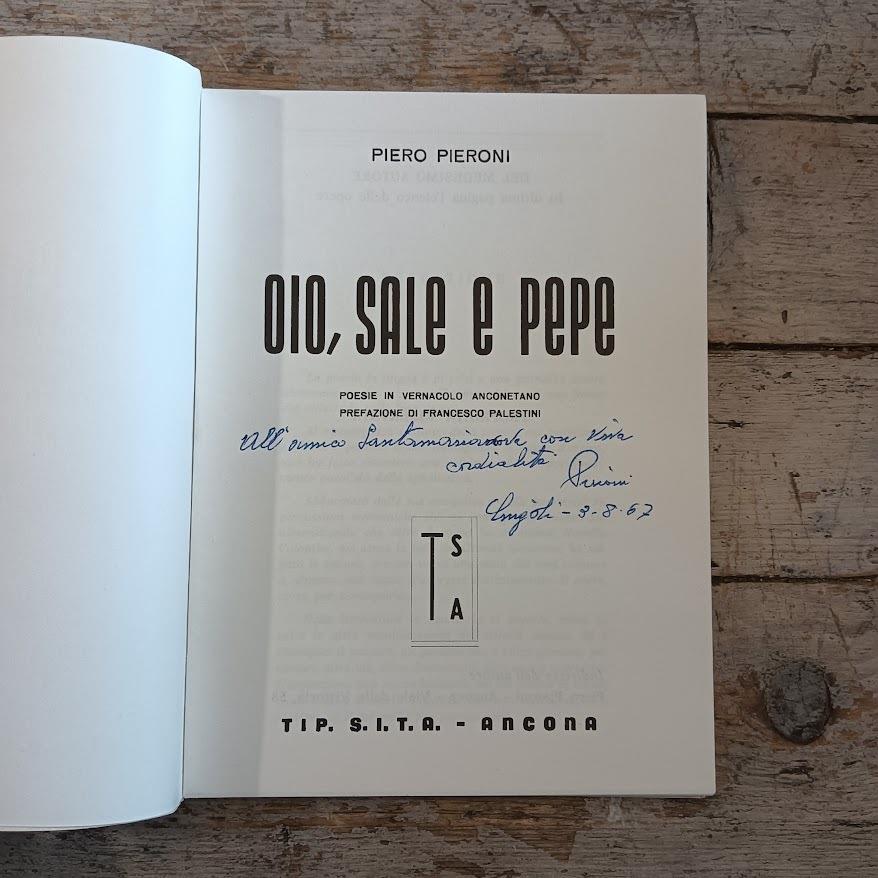 PIERO PIERONI
OIO, SALE E PEPE
POESIE IN VERNACOLO ANCONETANO
PREFAZIONE DI FRANCESCO PALESTINI
All'amico con viva
cordialità
Pieroni
3-8-67
T S
A
TIP. S.I.T.A. - ANCONA